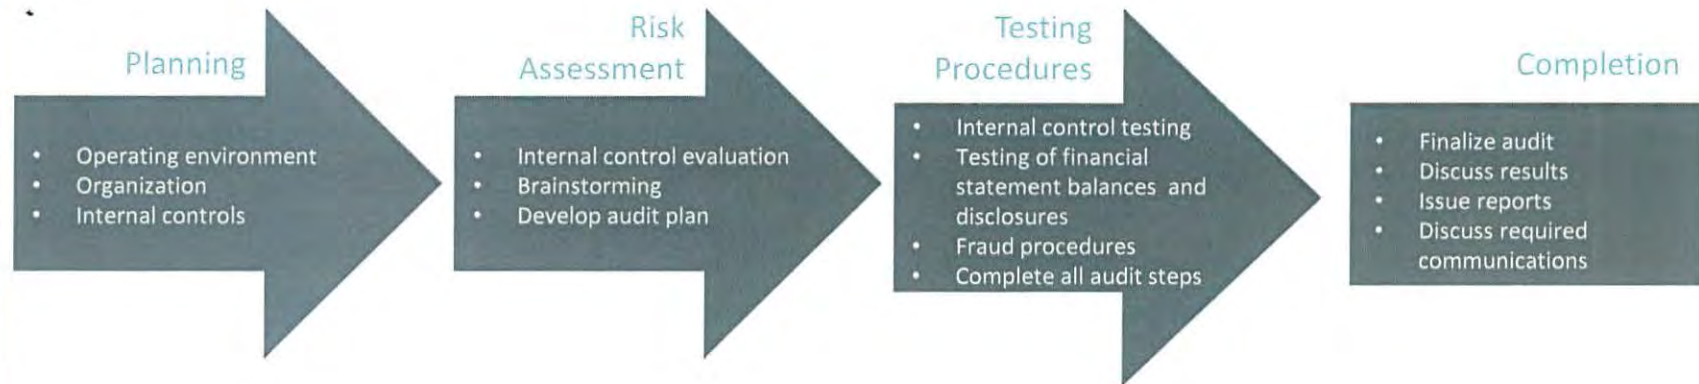 Planning
• Operating environment
• Organization
• Internal controls
Risk
Assessment
• Internal control evaluation
• Brainstorming
• Develop audit plan
Testing
Procedures
• Internal control testing
• Testing of financial
statement balances and
disclosures
• Fraud procedures
• Complete all audit steps
Completion
• Finalize audit
• Discuss results
• Issue reports
• Discuss required
communications